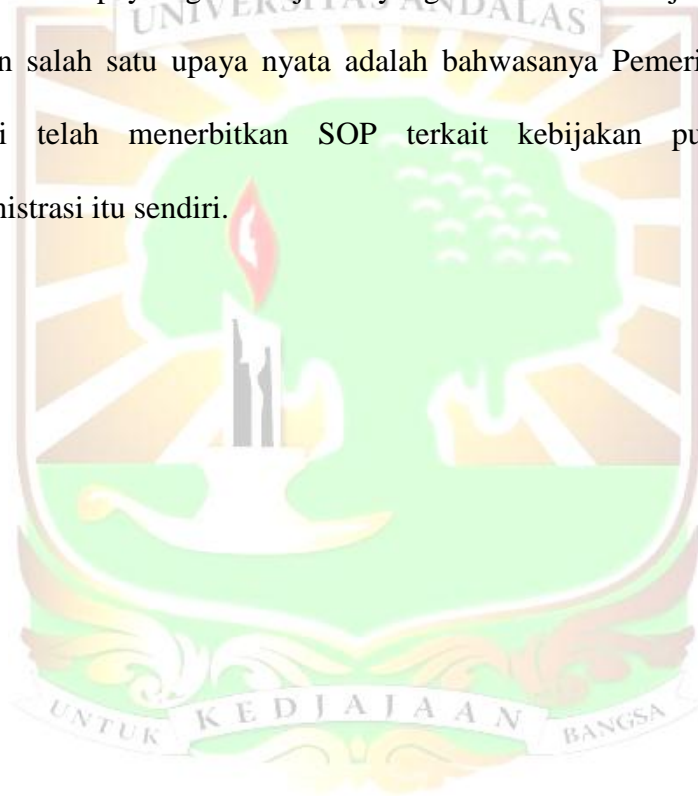 UNIVERSITAS ANDALAS
n salah satu upaya nyata adalah bahwasanya Pemeri
i telah menerbitkan SOP terkait kebijakan pu
nistrasi itu sendiri.
UNTUK KEDJAJAAN BANGSA